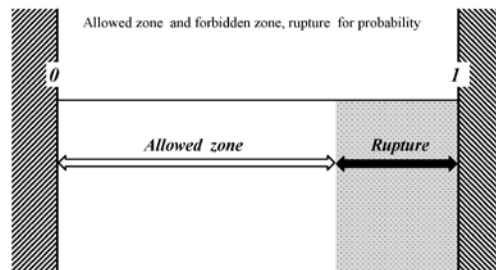 Allowed zone and forbidden zone, rupture for probability
0 1
Allowed zone Rupture